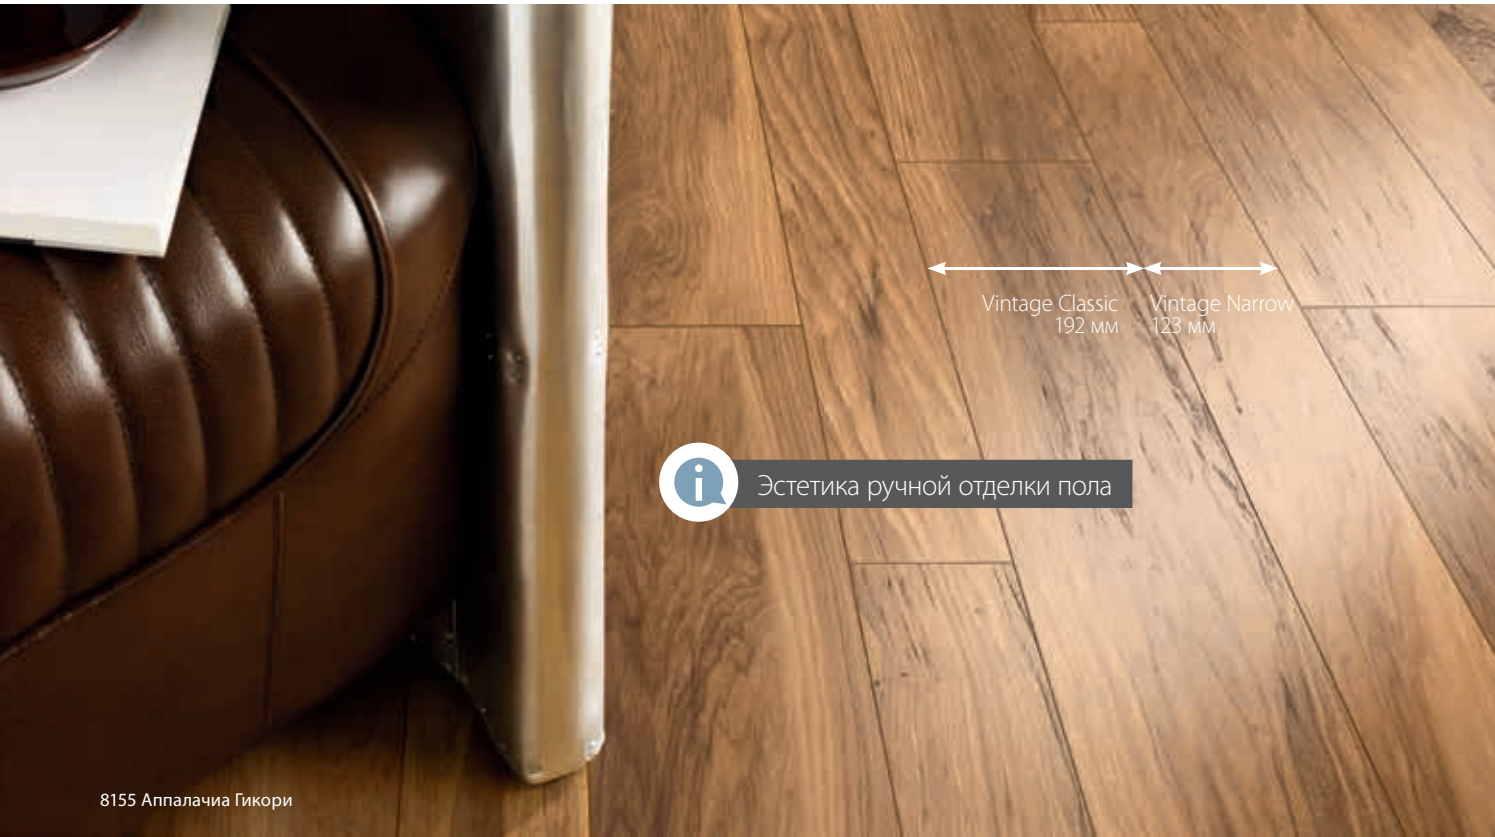 Vintage Classic
192 мм
Vintage Narrow
123 мм
Эстетика ручной отделки пола
8155 Аппалачиа Гикори